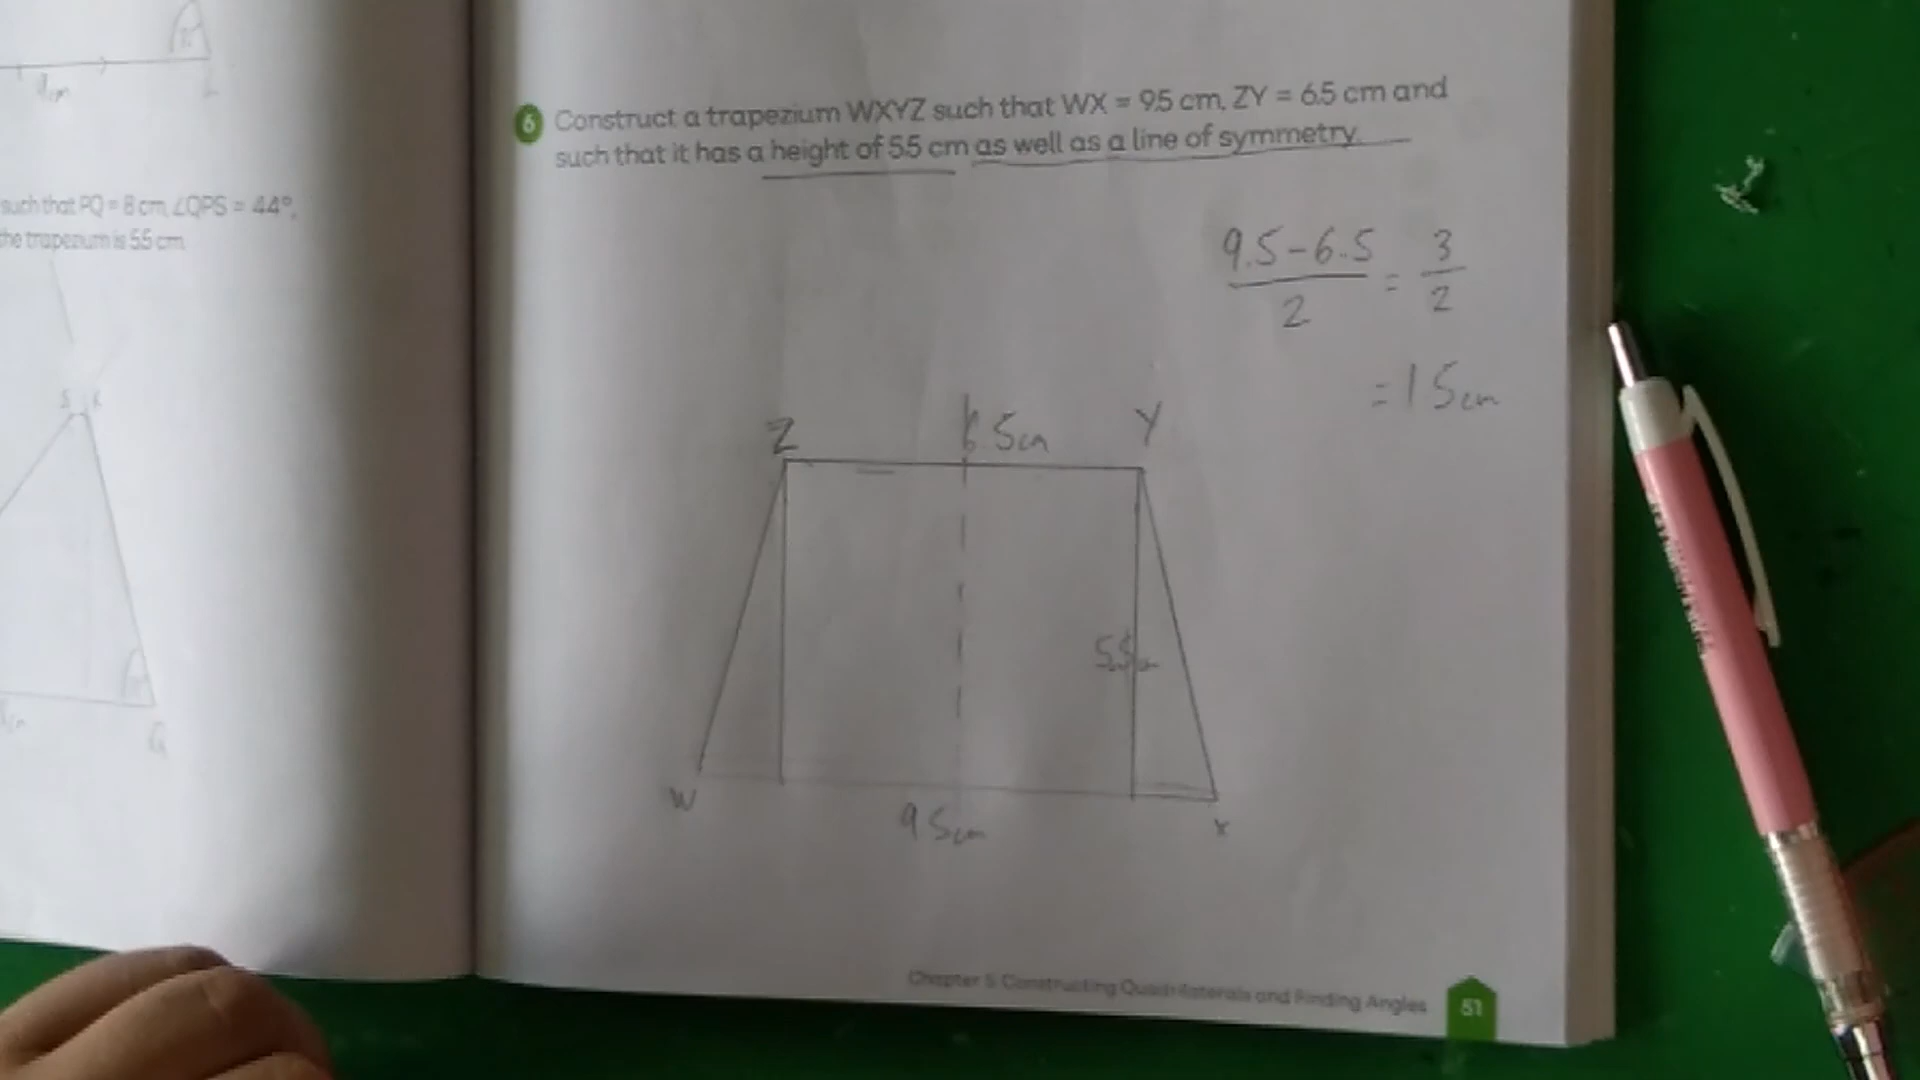 such that PQ = 8 cm, ∠QPS = 44°,
the trapezium is 5.5 cm.
S
R
Q
6 Construct a trapezium WXYZ such that WX = 9.5 cm, ZY = 6.5 cm and
such that it has a height of 5.5 cm as well as a line of symmetry.
9.5-6.5
2
= 3
2
= 1.5cm
Z 6.5cm Y
5.5cm
W 9.5cm X
Chapter 5 Constructing Quadrilaterals and Finding Angles 51